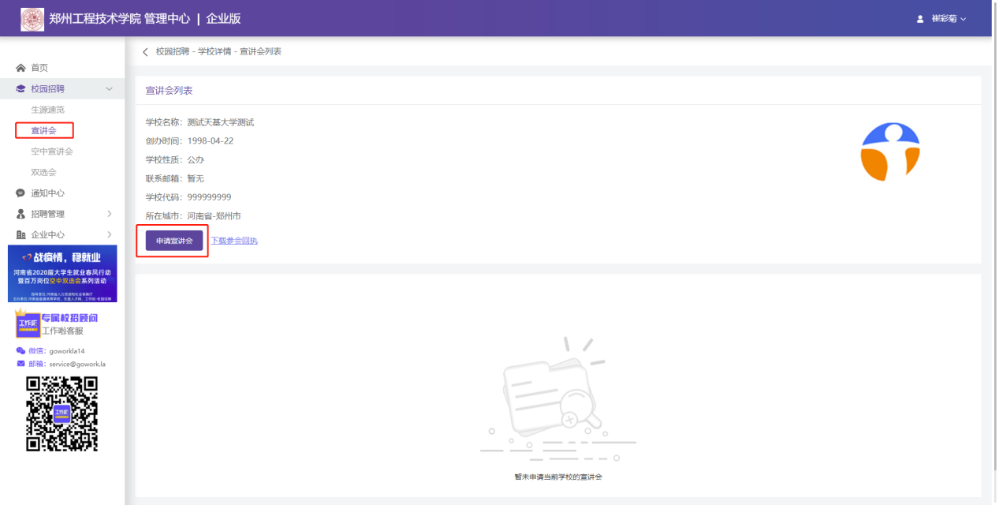 郑州工程技术学院 管理中心 | 企业版
崔彩菊
首页
校园招聘
生源速览
宣讲会
空中宣讲会
双选会
通知中心
招聘管理
企业中心
战疫情，稳就业
河南省2020届大学生就业春风行动
暨百万岗位空中双选会系列活动
工作啦
专属校招顾问
工作啦客服
微信：goworkla14
邮箱：service@gowork.la
工作啦
校园招聘 - 学校详情 - 宣讲会列表
宣讲会列表
学校名称：测试天基大学测试
创办时间：1998-04-22
学校性质：公办
联系邮箱：暂无
学校代码：999999999
所在城市：河南省-郑州市
申请宣讲会
下载参会回执
暂未申请当前学校的宣讲会